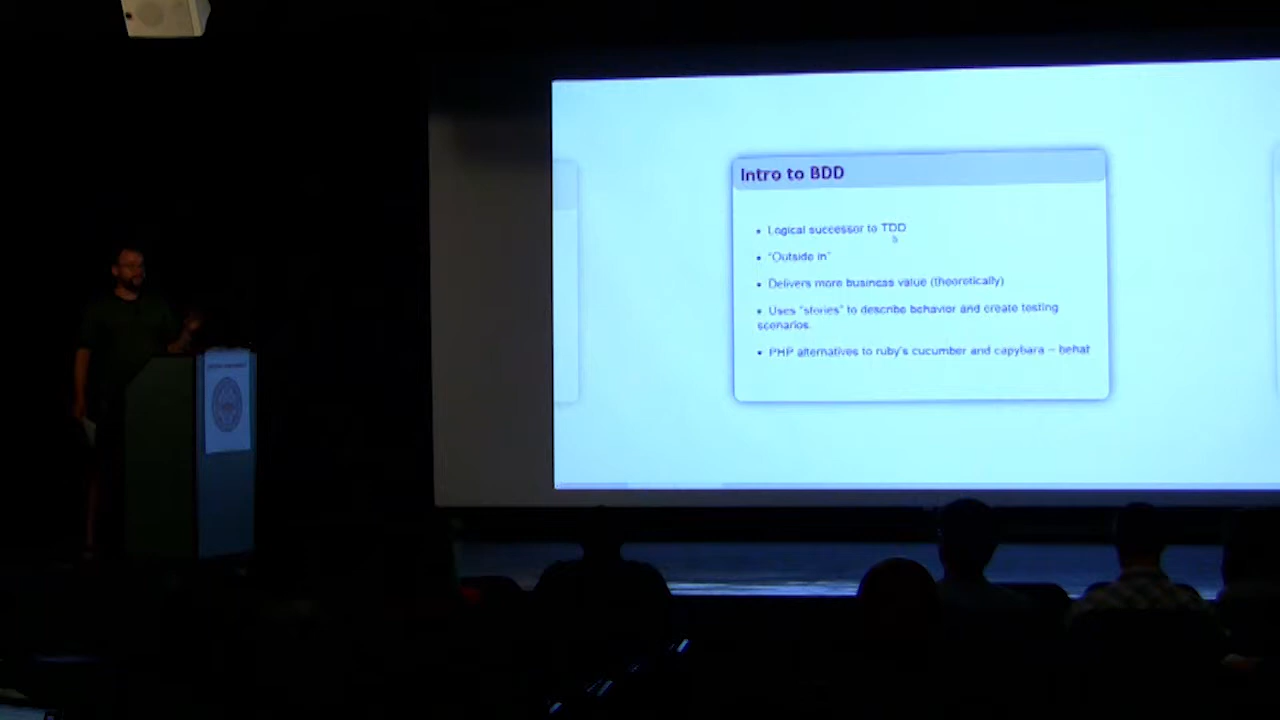 Intro to BDD
• Logical successor to TDD
• "Outside in"
• Delivers more business value (theoretically)
• Uses "stories" to describe behavior and create testing
scenarios.
• PHP alternatives to ruby's cucumber and capybara – behat